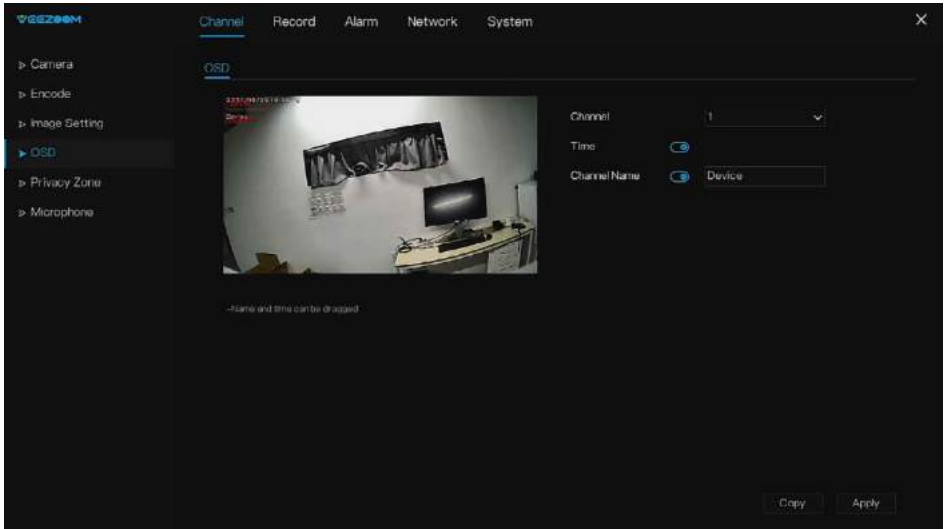 VEEZOOM
Channel Record Alarm Network System
Camera
Encode
Image Setting
OSD
Privacy Zone
Microphone
OSD
Channel 1
Time
Channel Name Device
-Name and time can be dragged
Copy Apply